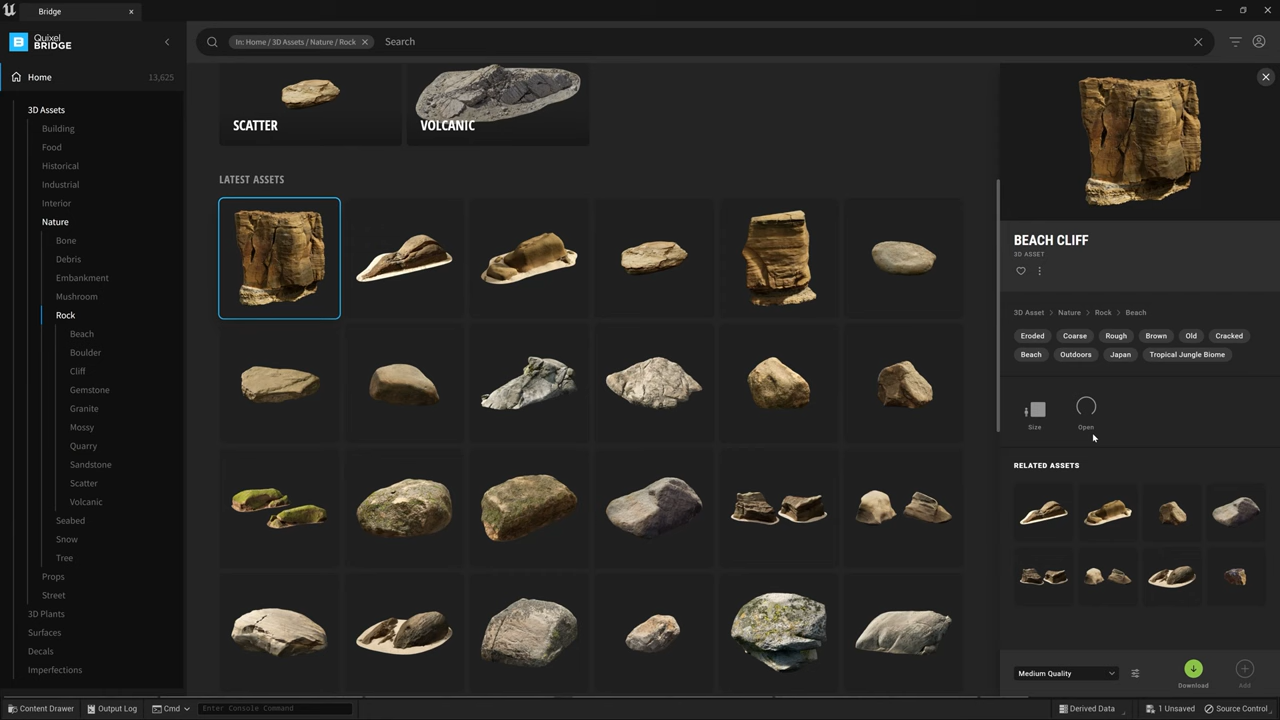 Bridge
Quixel
BRIDGE
In: Home / 3D Assets / Nature / Rock
Search
Home
13,625
3D Assets
Building
Food
Historical
Industrial
Interior
Nature
Bone
Debris
Embankment
Mushroom
Rock
Beach
Boulder
Cliff
Gemstone
Granite
Mossy
Quarry
Sandstone
Scatter
Volcanic
Seabed
Snow
Tree
Props
Street
3D Plants
Surfaces
Decals
Imperfections
SCATTER
VOLCANIC
LATEST ASSETS
BEACH CLIFF
3D ASSET
3D Asset > Nature > Rock > Beach
Eroded Coarse Rough Brown Old Cracked
Beach Outdoors Japan Tropical Jungle Biome
Size
Open
RELATED ASSETS
Medium Quality
Download
Add
Content Drawer
Output Log
Cmd
Enter Console Command
Derived Data
1 Unsaved
Source Control